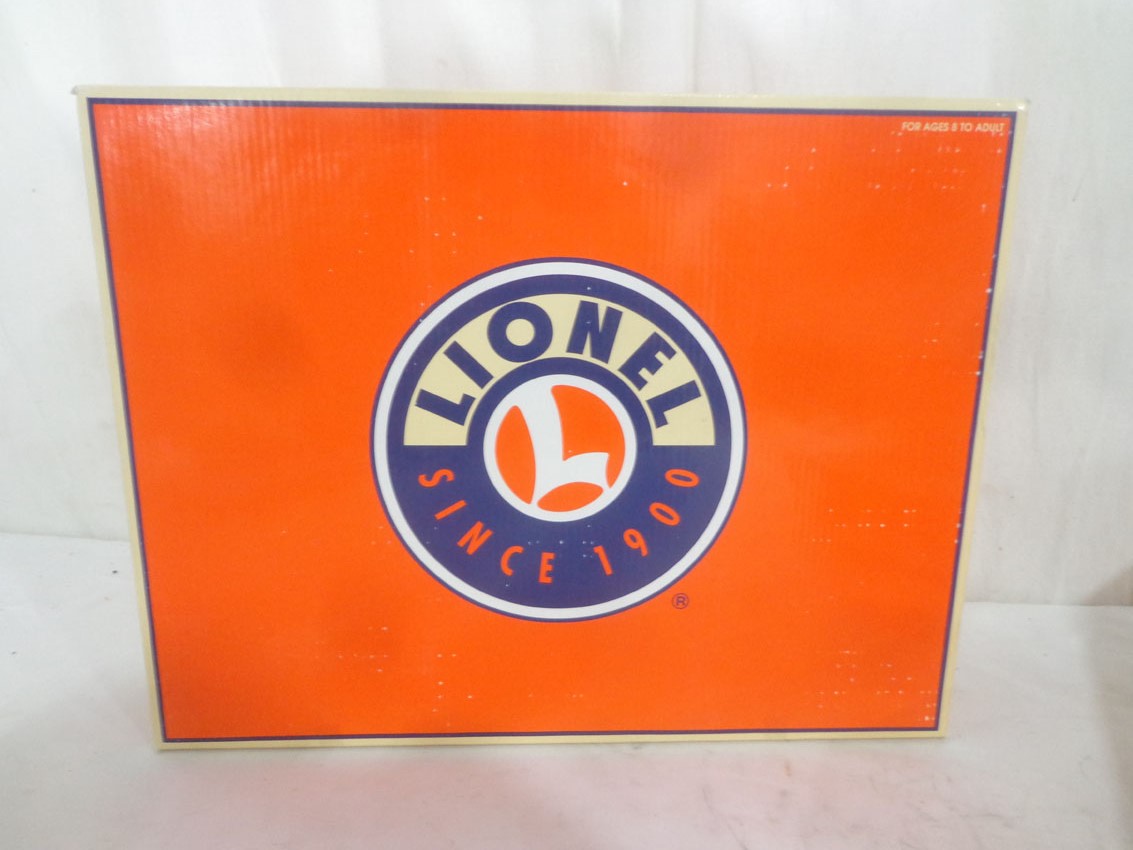 FOR AGES 8 TO ADULT
LIONEL
L
SINCE 1900
®